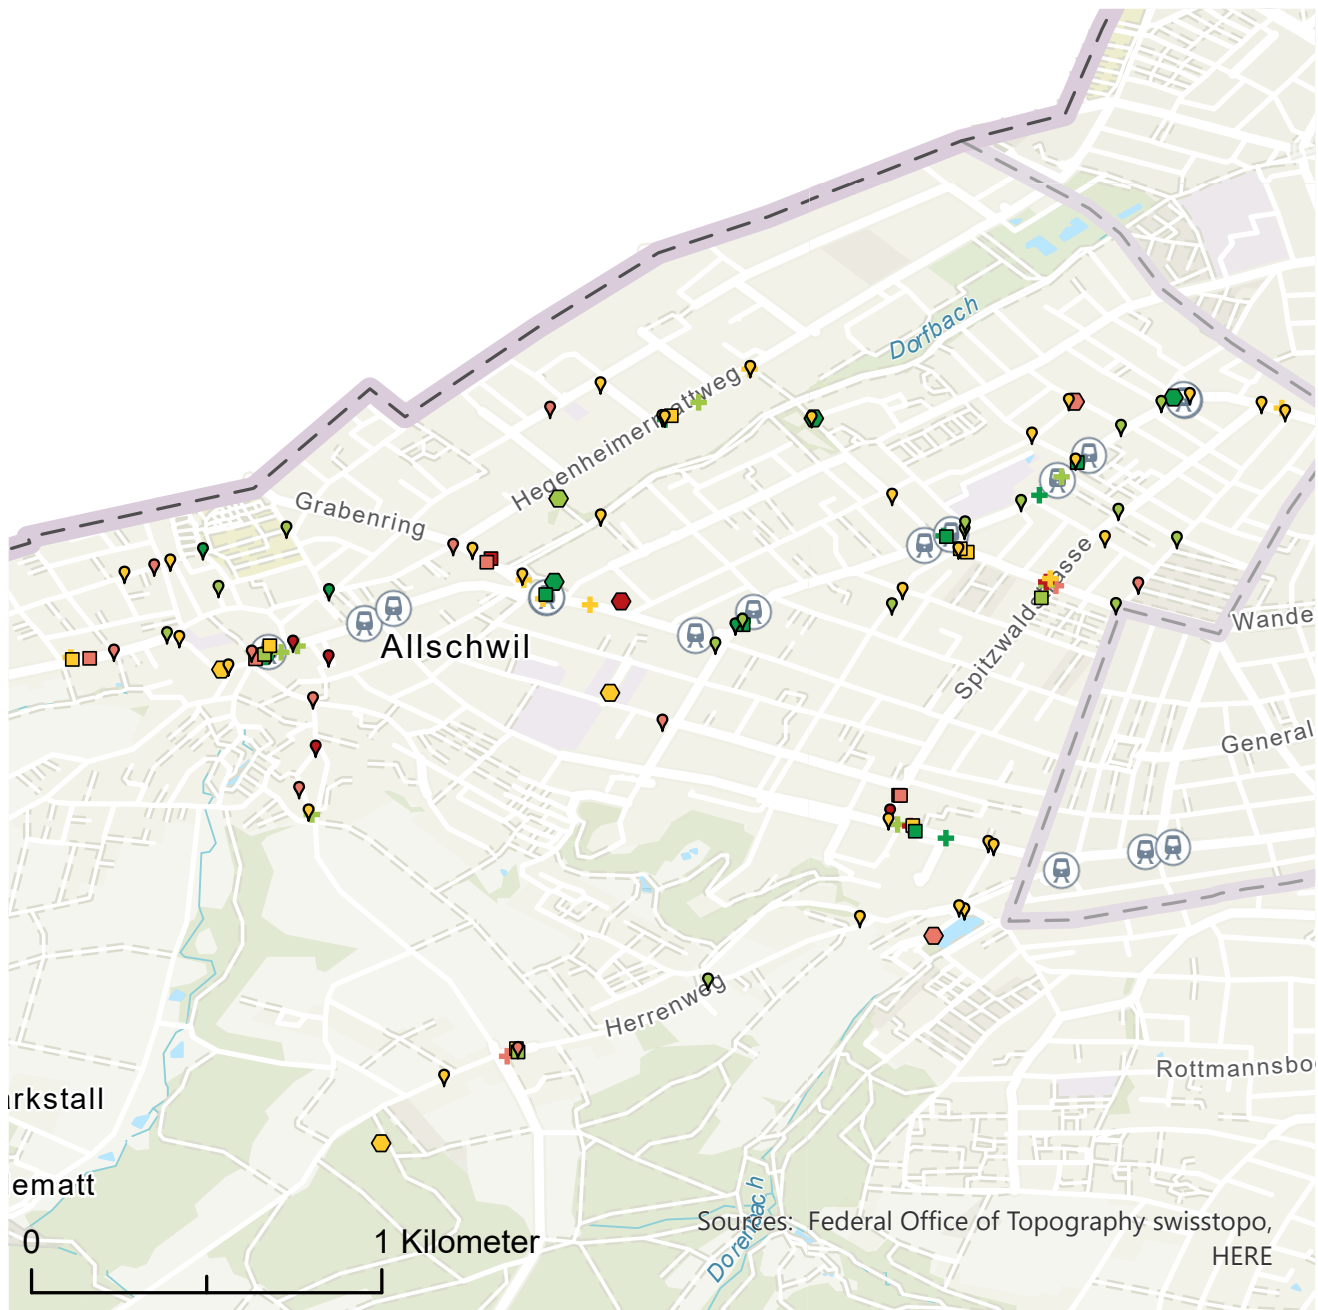 Dorfbach
Hegenheimermattweg
Grabenring
Allschwil
Spitzwaldstrasse
Wande
General
Herrenweg
Rottmannsbo
arkstall
ematt
Dorenbach
Sources: Federal Office of Topography swisstopo,
HERE
0
1 Kilometer